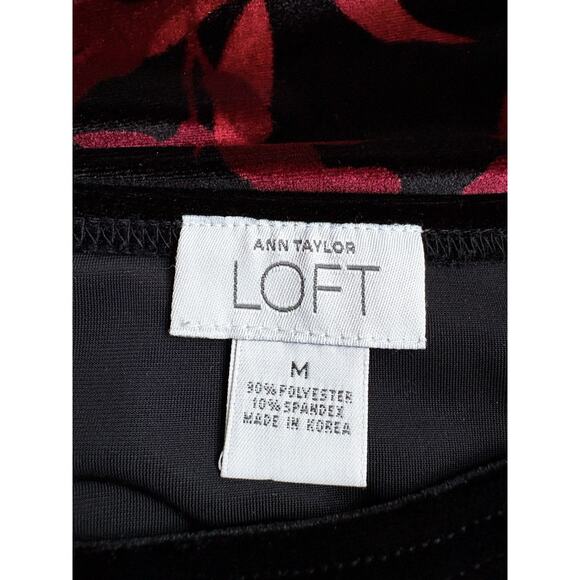 ANN TAYLOR
LOFT
M
90% POLYESTER
10% SPANDEX
MADE IN KOREA